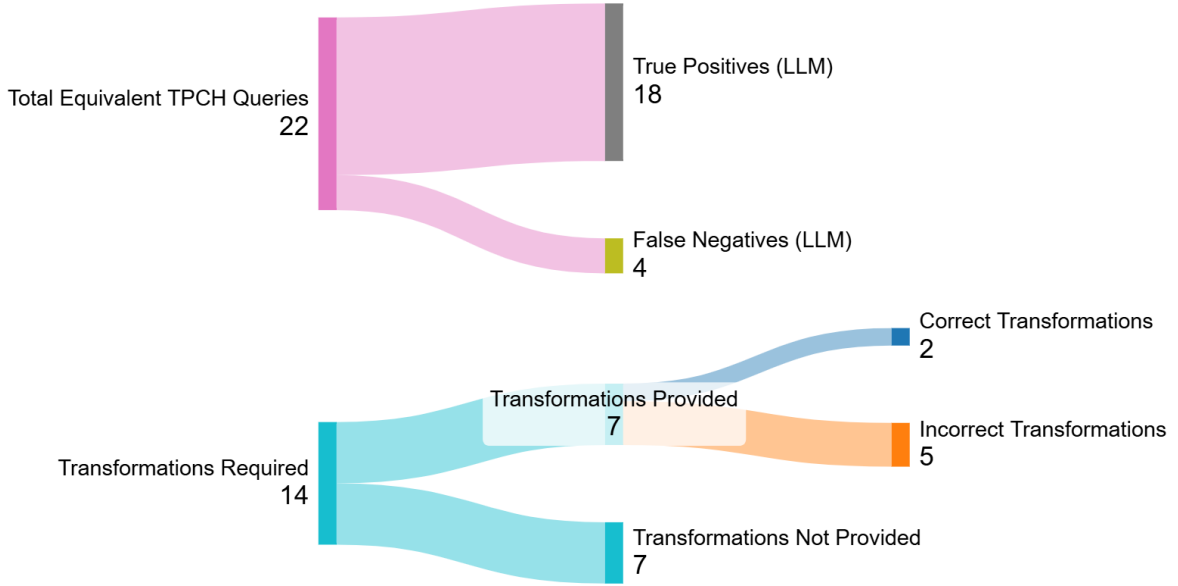 Total Equivalent TPCH Queries
22
True Positives (LLM)
18
False Negatives (LLM)
4
Transformations Required
14
Transformations Provided
7
Correct Transformations
2
Incorrect Transformations
5
Transformations Not Provided
7